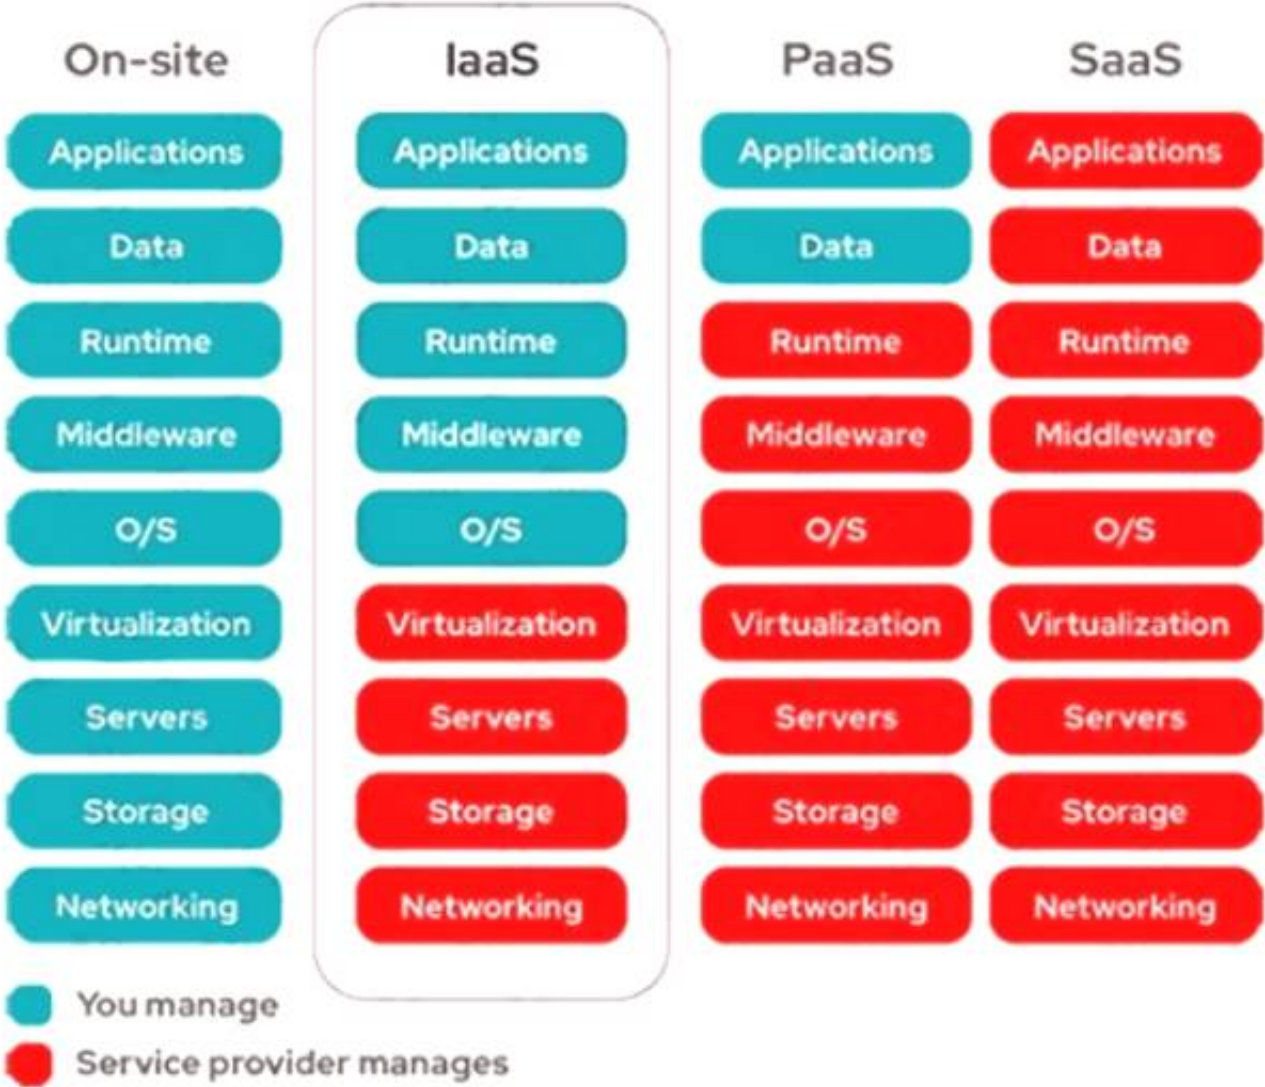 On-site IaaS PaaS SaaS
Applications Applications Applications Applications
Data Data Data Data
Runtime Runtime Runtime Runtime
Middleware Middleware Middleware Middleware
O/S O/S O/S O/S
Virtualization Virtualization Virtualization Virtualization
Servers Servers Servers Servers
Storage Storage Storage Storage
Networking Networking Networking Networking
You manage
Service provider manages